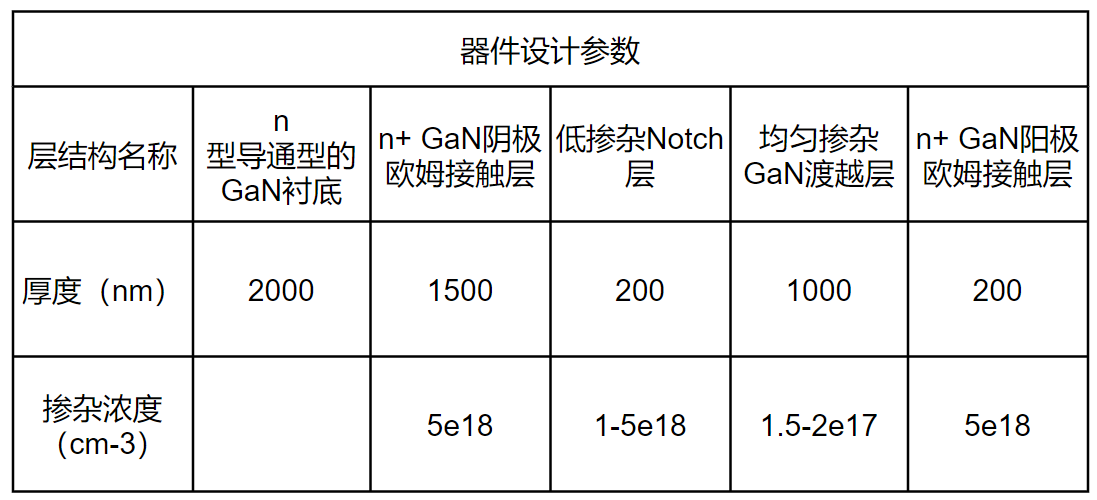 器件设计参数
层结构名称
n
型导通型的
GaN衬底
n+ GaN阴极
欧姆接触层
低掺杂Notch
层
均匀掺杂
GaN渡越层
n+ GaN阳极
欧姆接触层
厚度（nm）
2000
1500
200
1000
200
掺杂浓度
（cm-3）
5e18
1-5e18
1.5-2e17
5e18